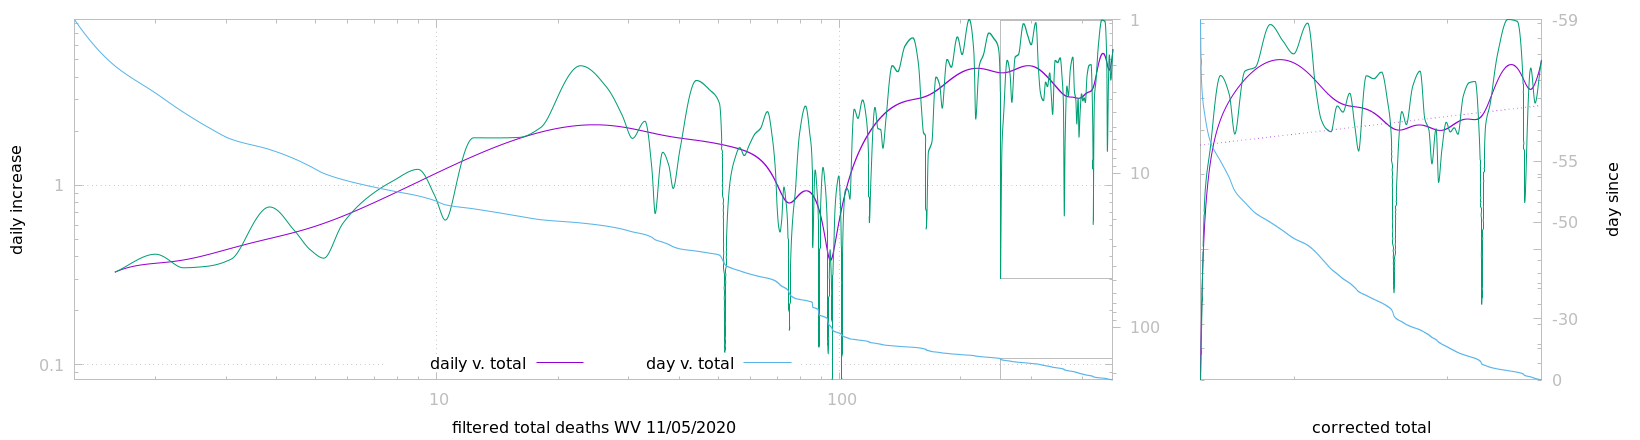 daily increase
1
0.1
10
100
1
10
100
daily v. total
day v. total
filtered total deaths WV 11/05/2020
-59
-55
-50
-30
0
day since
corrected total